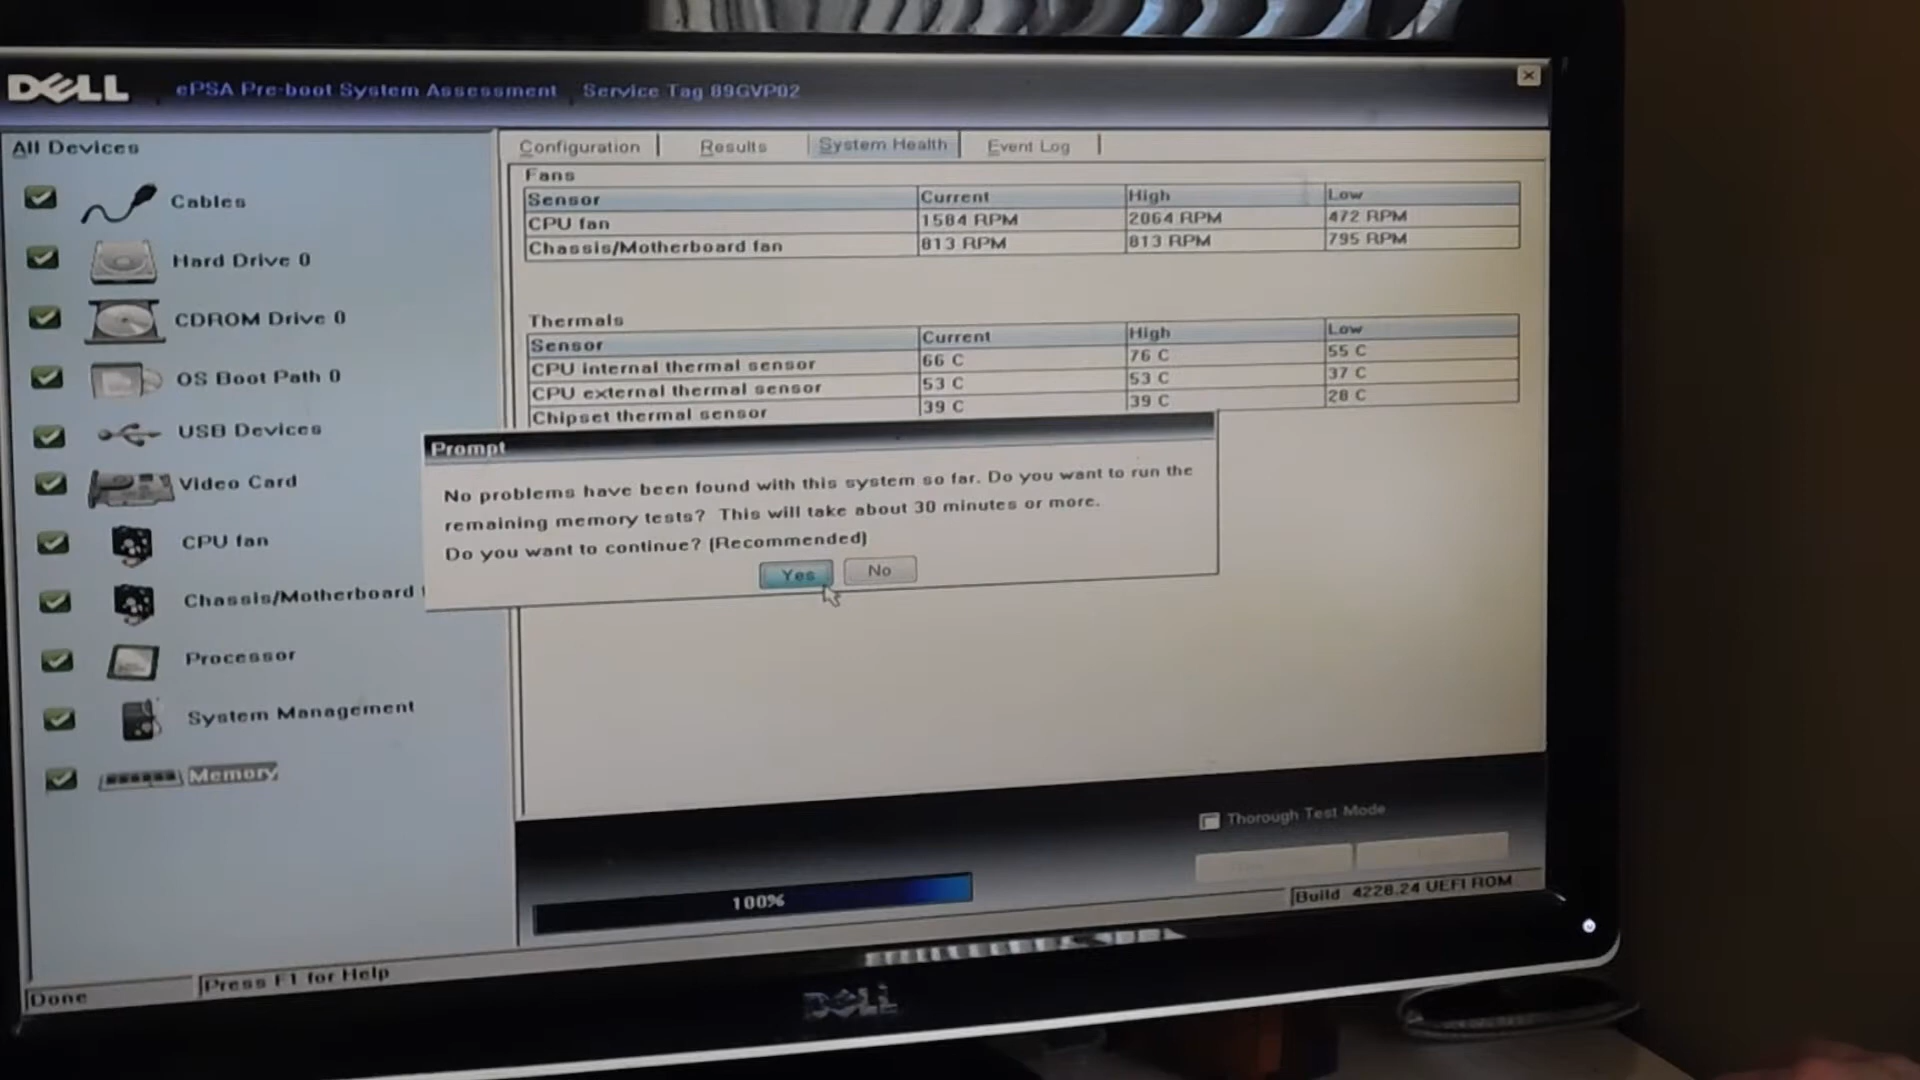 DELL
ePSA Pre-boot System Assessment Service Tag 89GVP02
All Devices
Cables
Hard Drive 0
CDROM Drive 0
OS Boot Path 0
USB Devices
Video Card
CPU fan
Chassis/Motherboard
Processor
System Management
Memory
Configuration Results System Health Event Log
Fans
Sensor Current High Low
CPU fan 1584 RPM 2064 RPM 472 RPM
Chassis/Motherboard fan 813 RPM 813 RPM 795 RPM
Thermals
Sensor Current High Low
CPU internal thermal sensor 66 C 76 C 55 C
CPU external thermal sensor 53 C 53 C 37 C
Chipset thermal sensor 39 C 39 C 28 C
Prompt
No problems have been found with this system so far. Do you want to run the
remaining memory tests? This will take about 30 minutes or more.
Do you want to continue? (Recommended)
Yes No
Thorough Test Mode
100%
Build 4228.24 UEFI ROM
Done Press F1 for Help
DELL